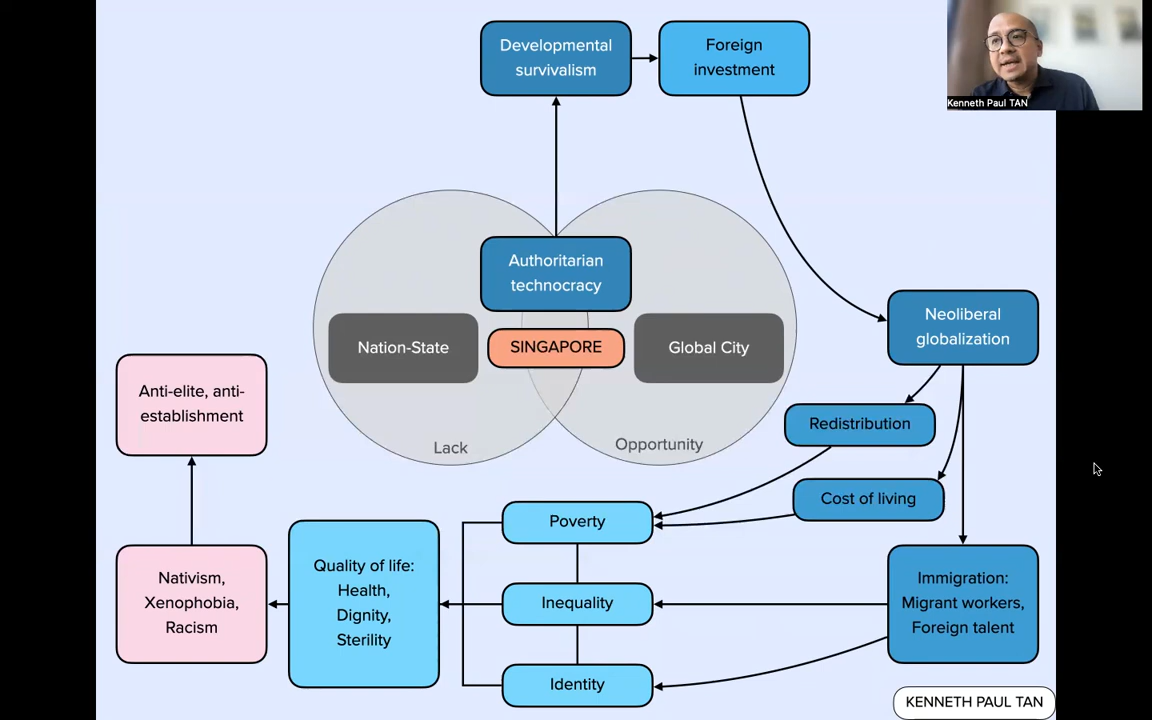 Developmental
survivalism
Foreign
investment
Kenneth Paul TAN
Authoritarian
technocracy
Neoliberal
globalization
Nation-State
SINGAPORE
Global City
Anti-elite, anti-
establishment
Redistribution
Lack
Opportunity
Cost of living
Poverty
Quality of life:
Health,
Dignity,
Sterility
Nativism,
Xenophobia,
Racism
Inequality
Immigration:
Migrant workers,
Foreign talent
Identity
KENNETH PAUL TAN